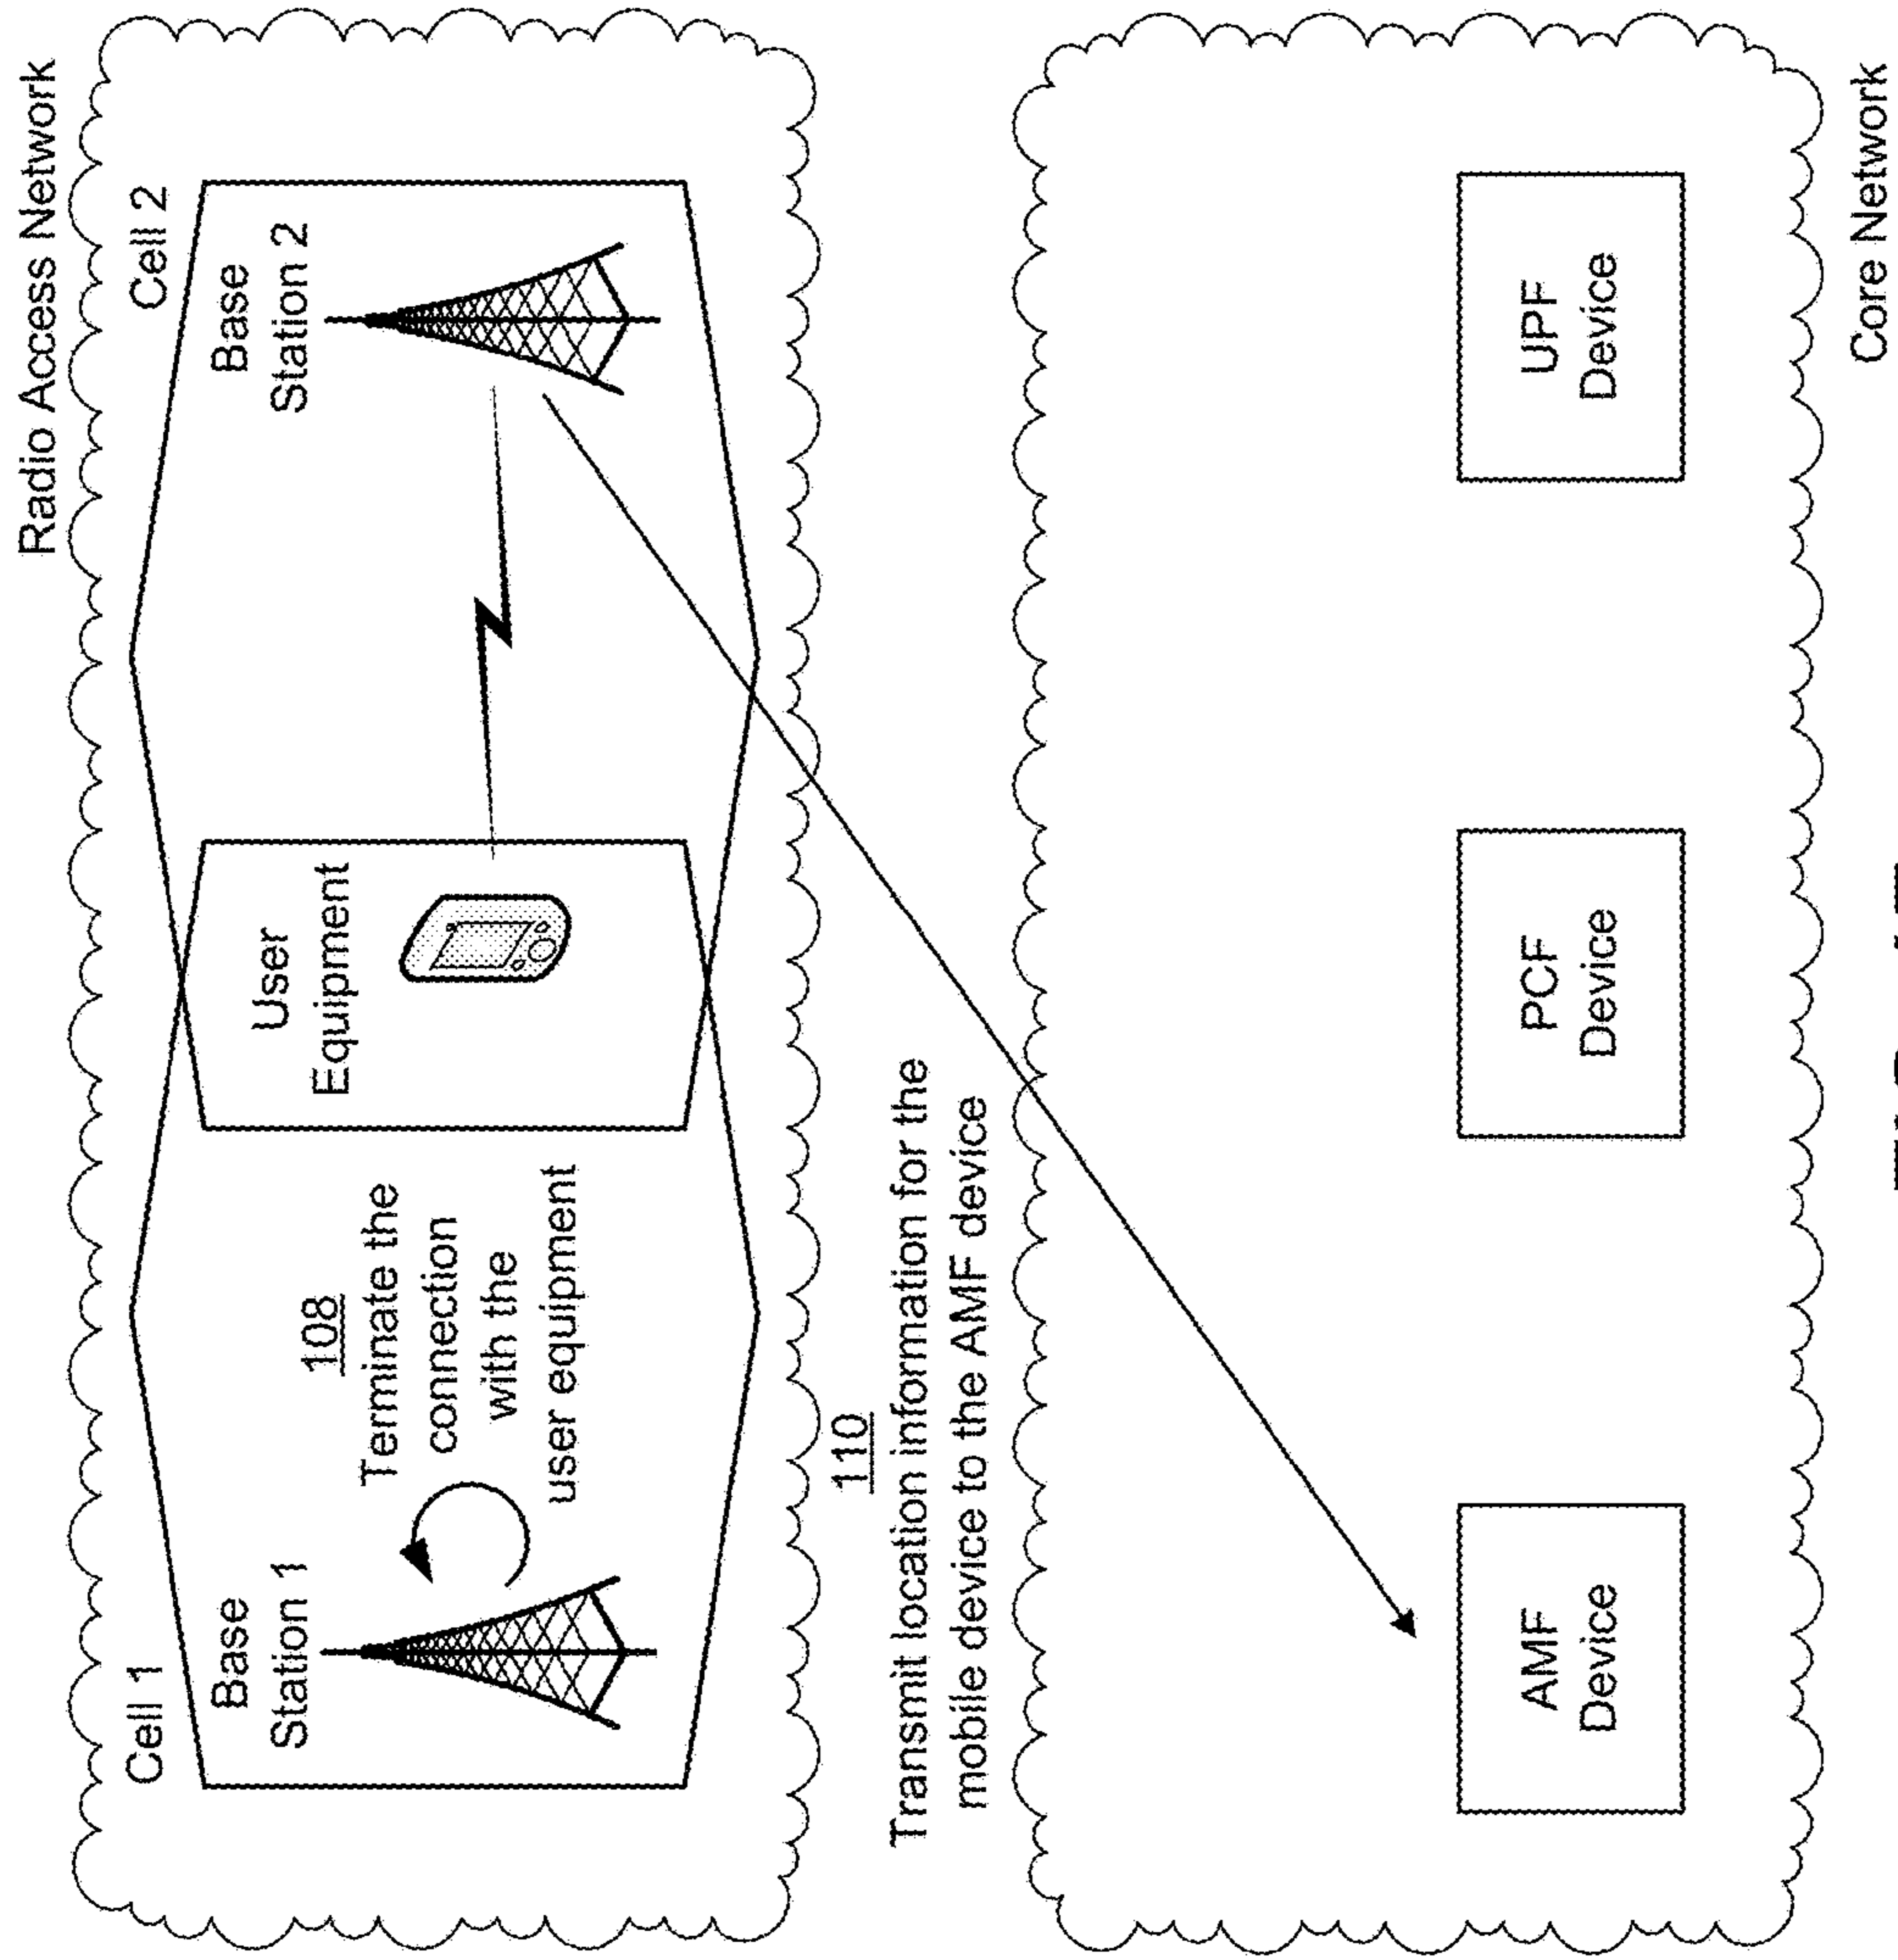 Radio Access Network
Cell 1
Cell 2
Base
Station 1
108
Terminate the
connection
with the
user equipment
User
Equipment
Base
Station 2
110
Transmit location information for the
mobile device to the AMF device
AMF
Device
PCF
Device
UPF
Device
Core Network